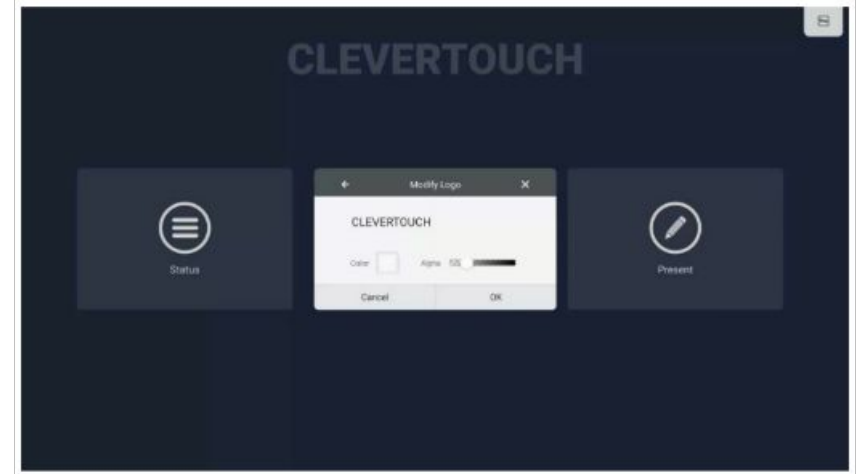 CLEVERTOUCH
Modify Logo
CLEVERTOUCH
Color Alpha
Cancel OK
Status
Present